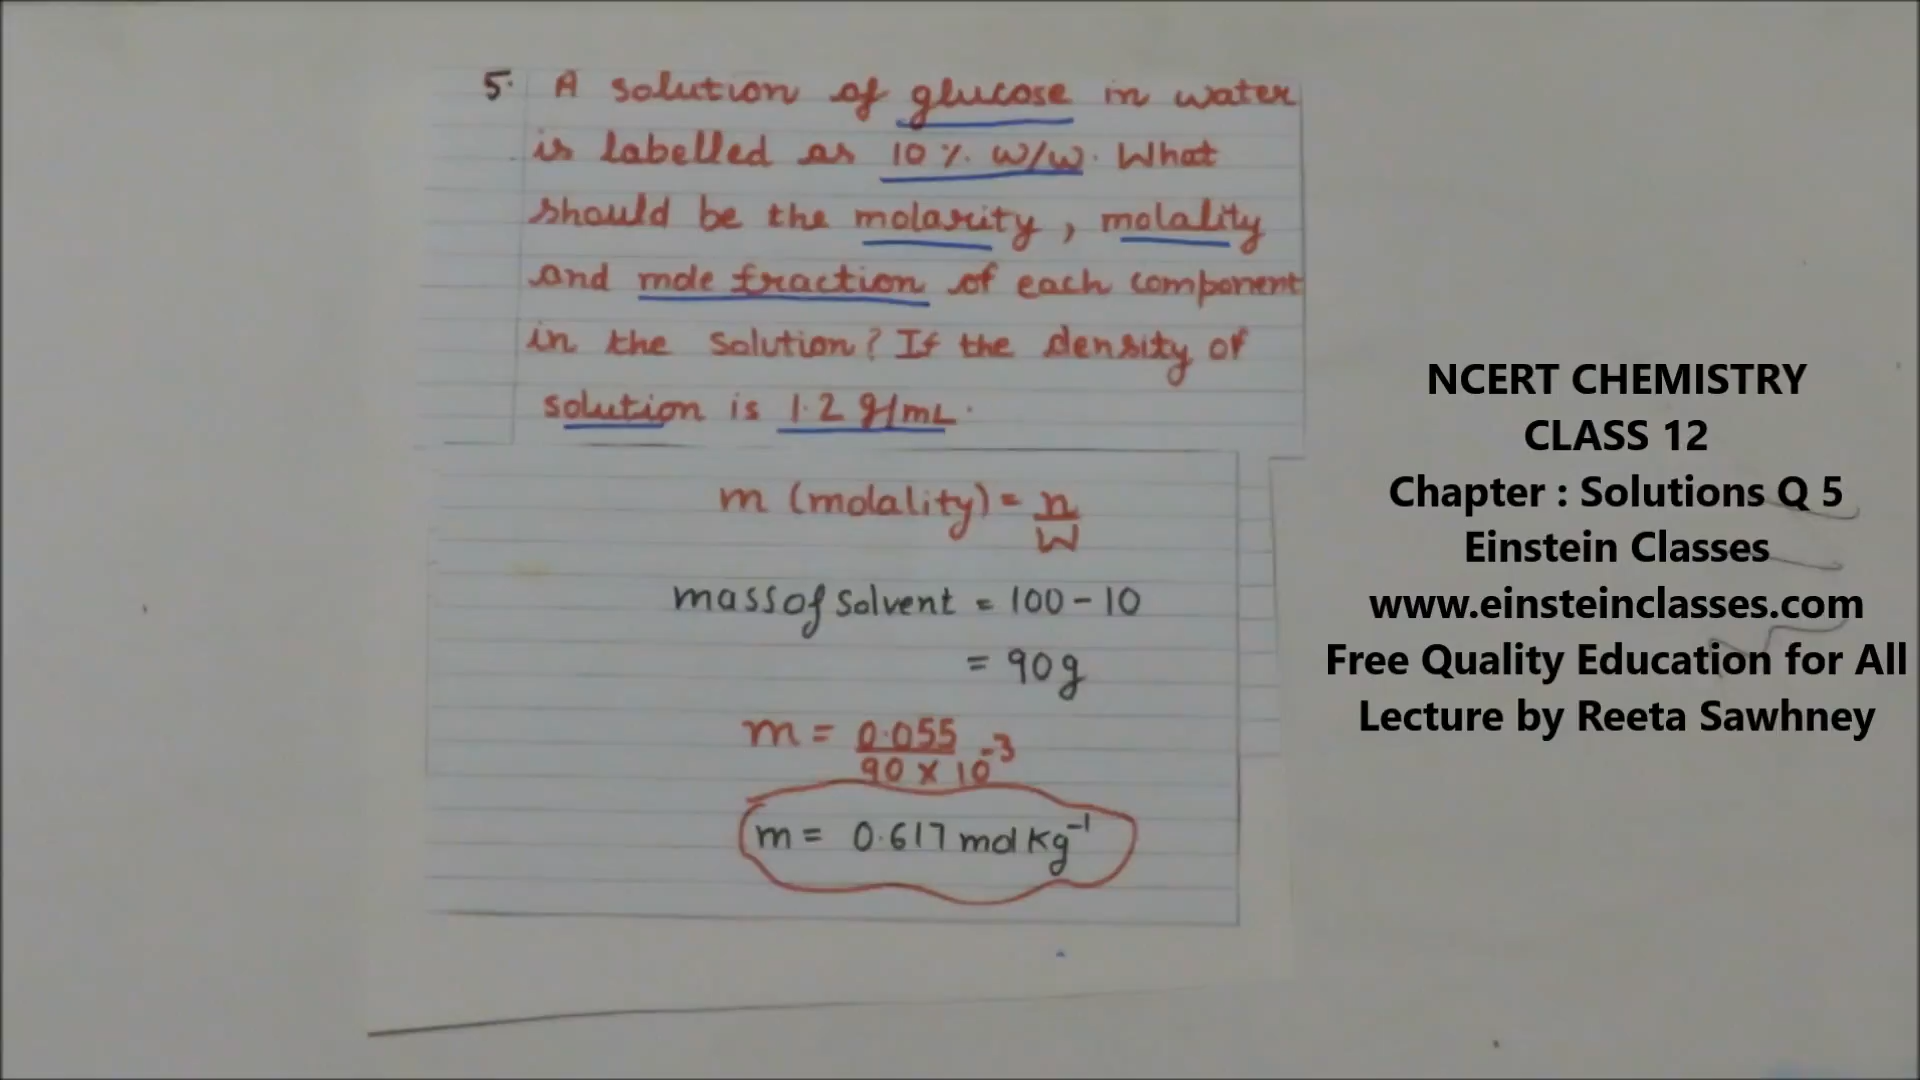 5. A solution of glucose in water
is labelled as 10 % w/w. What
should be the molarity, molality
and mole fraction of each component
in the solution? If the density of
solution is 1.2 g/mL.
m (molality) = n/W
mass of solvent = 100 - 10
= 90g
m = 0.055 / 90 x 10⁻³
m = 0.617 mol Kg⁻¹
NCERT CHEMISTRY
CLASS 12
Chapter : Solutions Q 5
Einstein Classes
www.einsteinclasses.com
Free Quality Education for All
Lecture by Reeta Sawhney